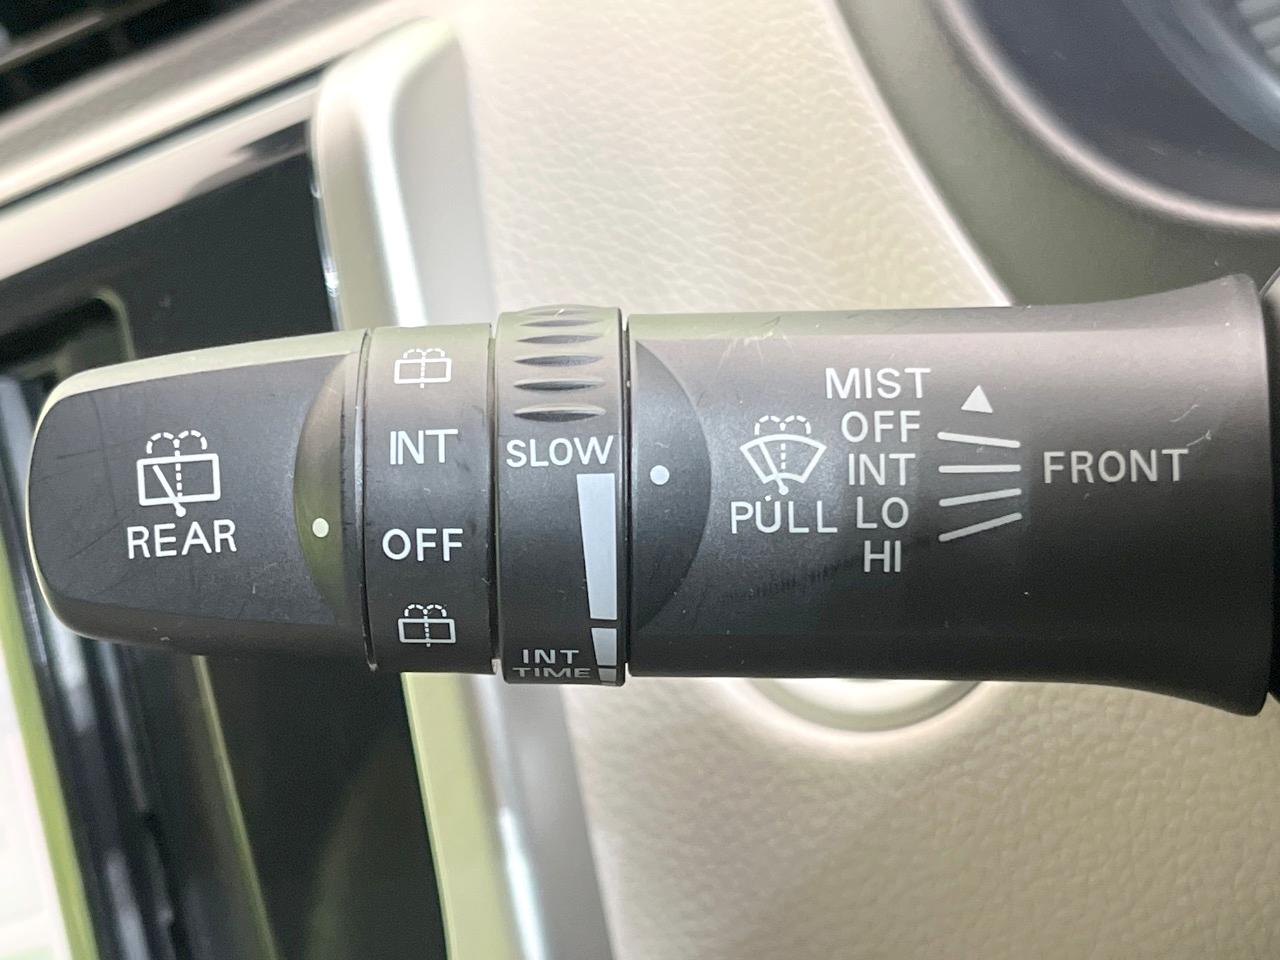 REAR
INT
OFF
SLOW
INT
TIME
PULL
MIST
OFF
INT
LO
HI
FRONT